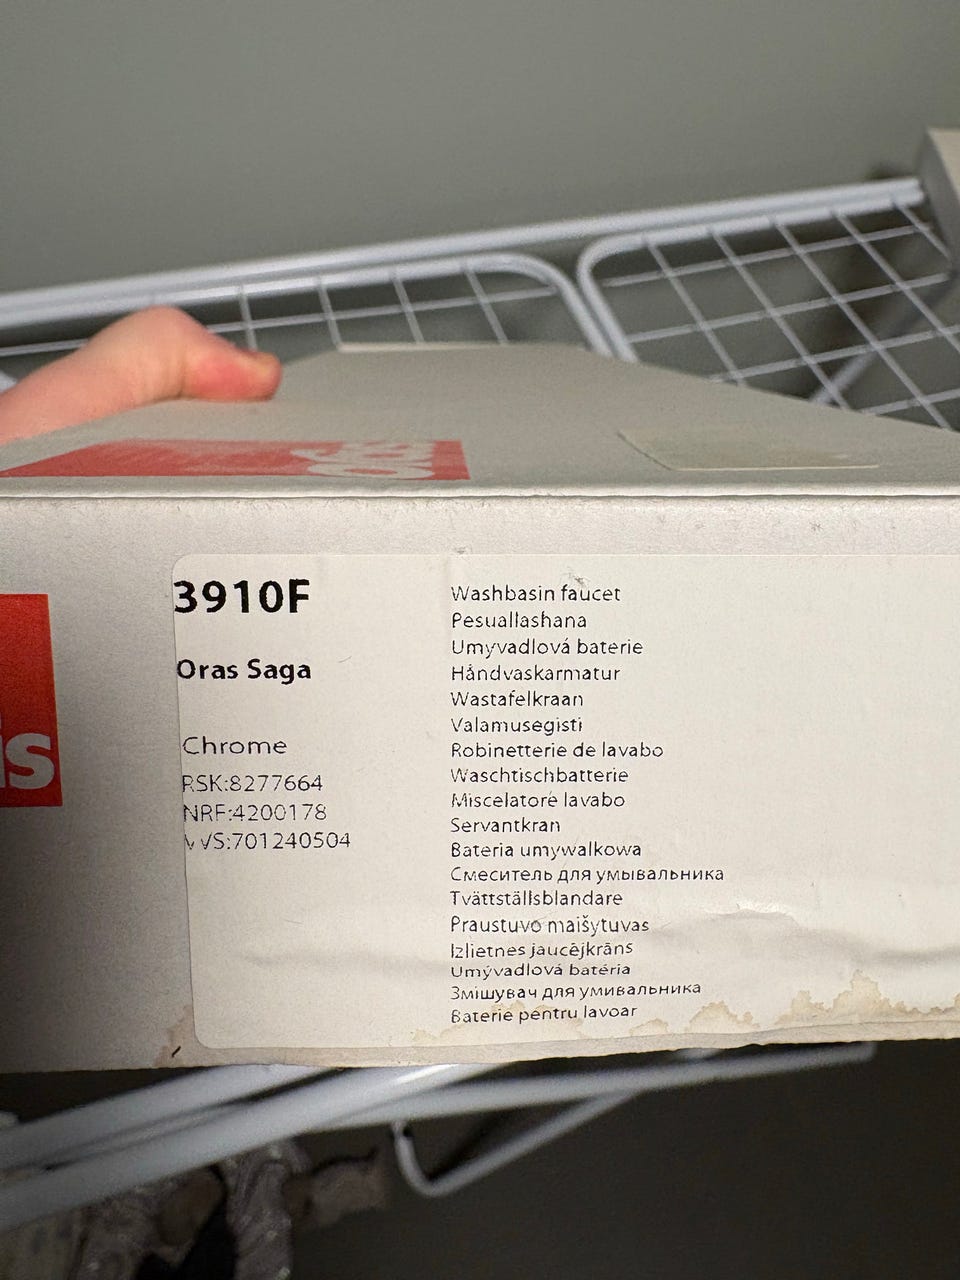 oras
3910F
Oras Saga
Chrome
RSK:8277664
NRF:4200178
VVS:701240504
Washbasin faucet
Pesuallashana
Umyvadlová baterie
Håndvaskarmatur
Wastafelkraan
Valamusegisti
Robinetterie de lavabo
Waschtischbatterie
Miscelatore lavabo
Servantkran
Bateria umywalkowa
Смеситель для умывальника
Tvättställsblandare
Praustuvo maišytuvas
Izlietnes jaucējkrāns
Umývadlová batéria
Змішувач для умивальника
Baterie pentru lavoar